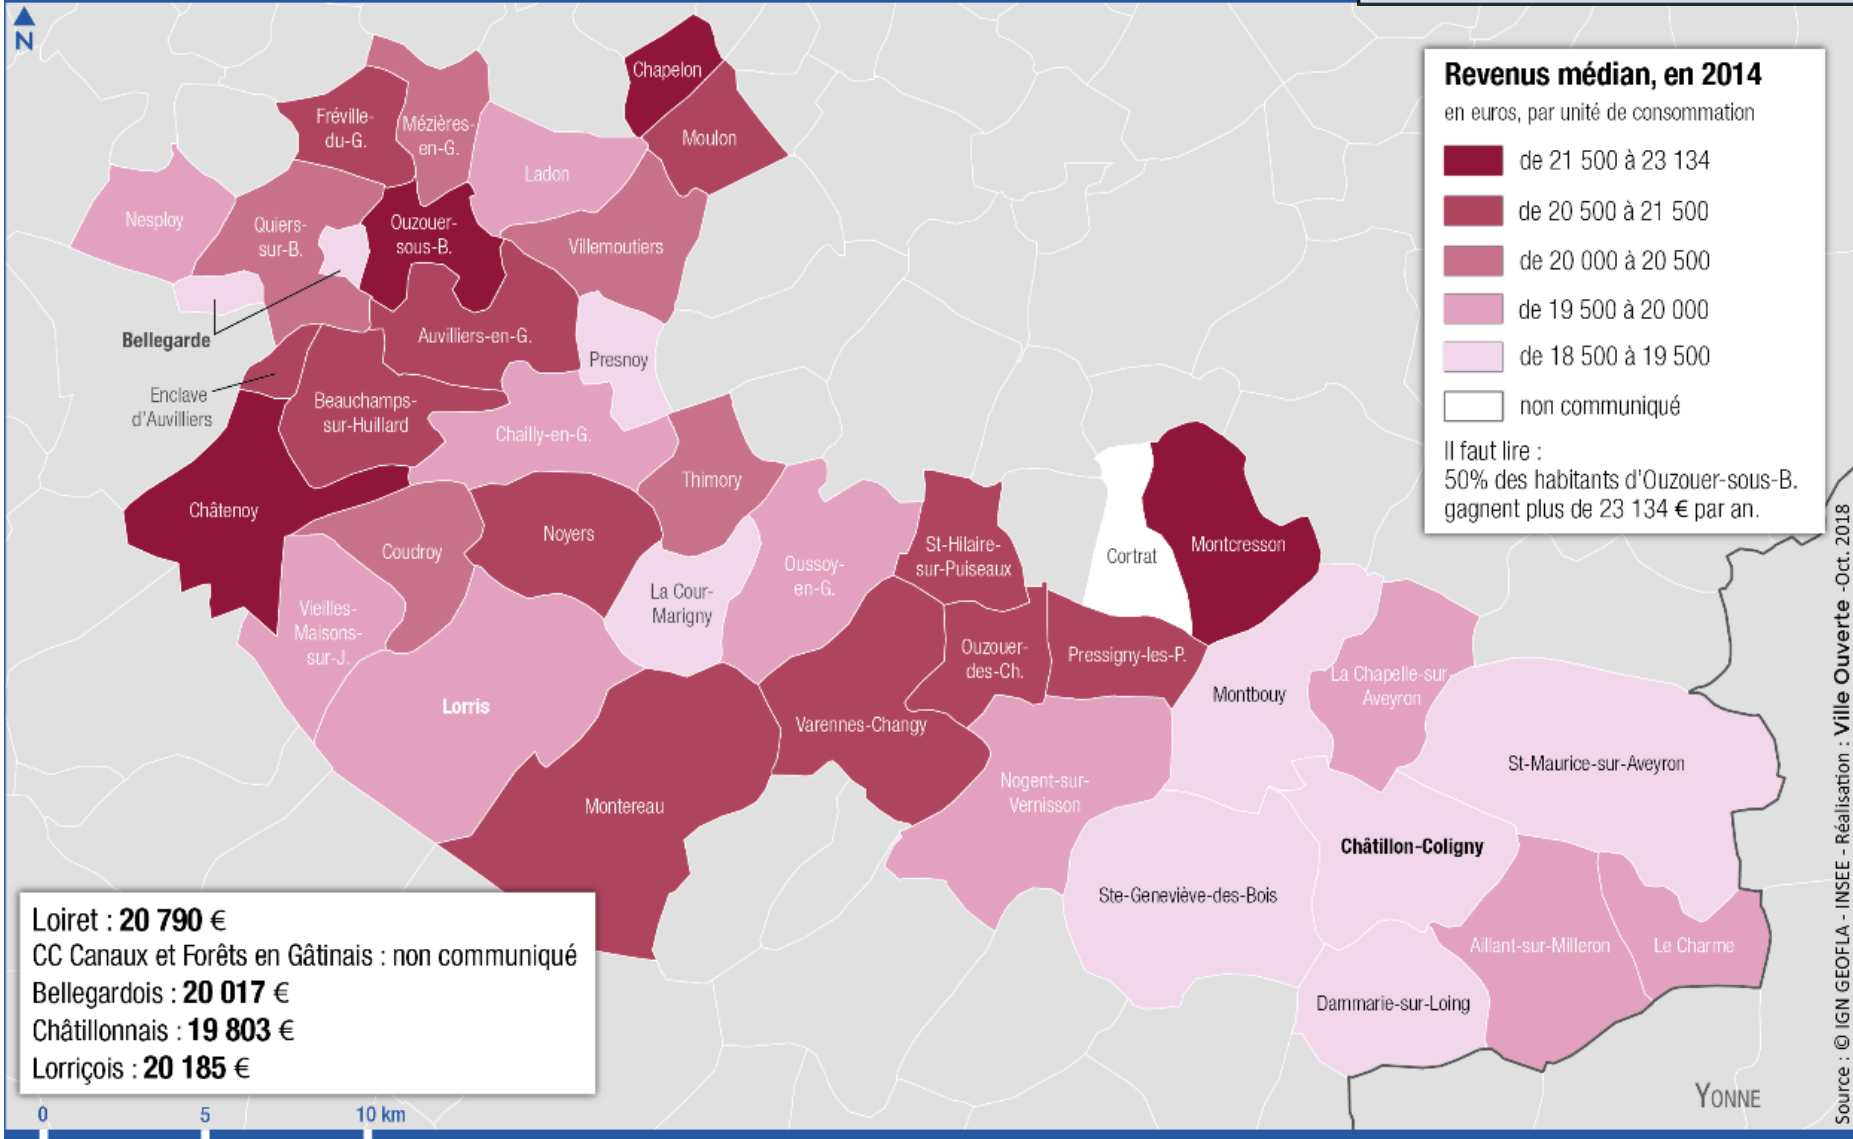 N
Chapelon
Moulon
Fréville-
du-G.
Mézières-
en-G.
Ladon
Nesploy
Quiers-
sur-B.
Ouzouer-
sous-B.
Villemoutiers
Bellegarde
Auvilliers-en-G.
Presnoy
Enclave
d'Auvilliers
Beauchamps-
sur-Huillard
Chailly-en-G.
Châtenoy
Thimory
Coudroy
Noyers
La Cour-
Marigny
Oussoy-
en-G.
St-Hilaire-
sur-Puiseaux
Cortrat
Montcresson
Vieilles-
Maisons-
sur-J.
Lorris
Ouzouer-
des-Ch.
Pressigny-les-P.
Varennes-Changy
Montbouy
La Chapelle-sur-
Aveyron
Montereau
Nogent-sur-
Vernisson
St-Maurice-sur-Aveyron
Châtillon-Coligny
Ste-Geneviève-des-Bois
Aillant-sur-Milleron
Le Charme
Dammarie-sur-Loing
YONNE
Revenus médian, en 2014
en euros, par unité de consommation
de 21 500 à 23 134
de 20 500 à 21 500
de 20 000 à 20 500
de 19 500 à 20 000
de 18 500 à 19 500
non communiqué
Il faut lire :
50% des habitants d'Ouzouer-sous-B.
gagnent plus de 23 134 € par an.
Loiret : 20 790 €
CC Canaux et Forêts en Gâtinais : non communiqué
Bellegardois : 20 017 €
Châtillonnais : 19 803 €
Lorriçois : 20 185 €
0 5 10 km
Source : © IGN GEOFLA - INSEE - Réalisation : Ville Ouverte -Oct. 2018